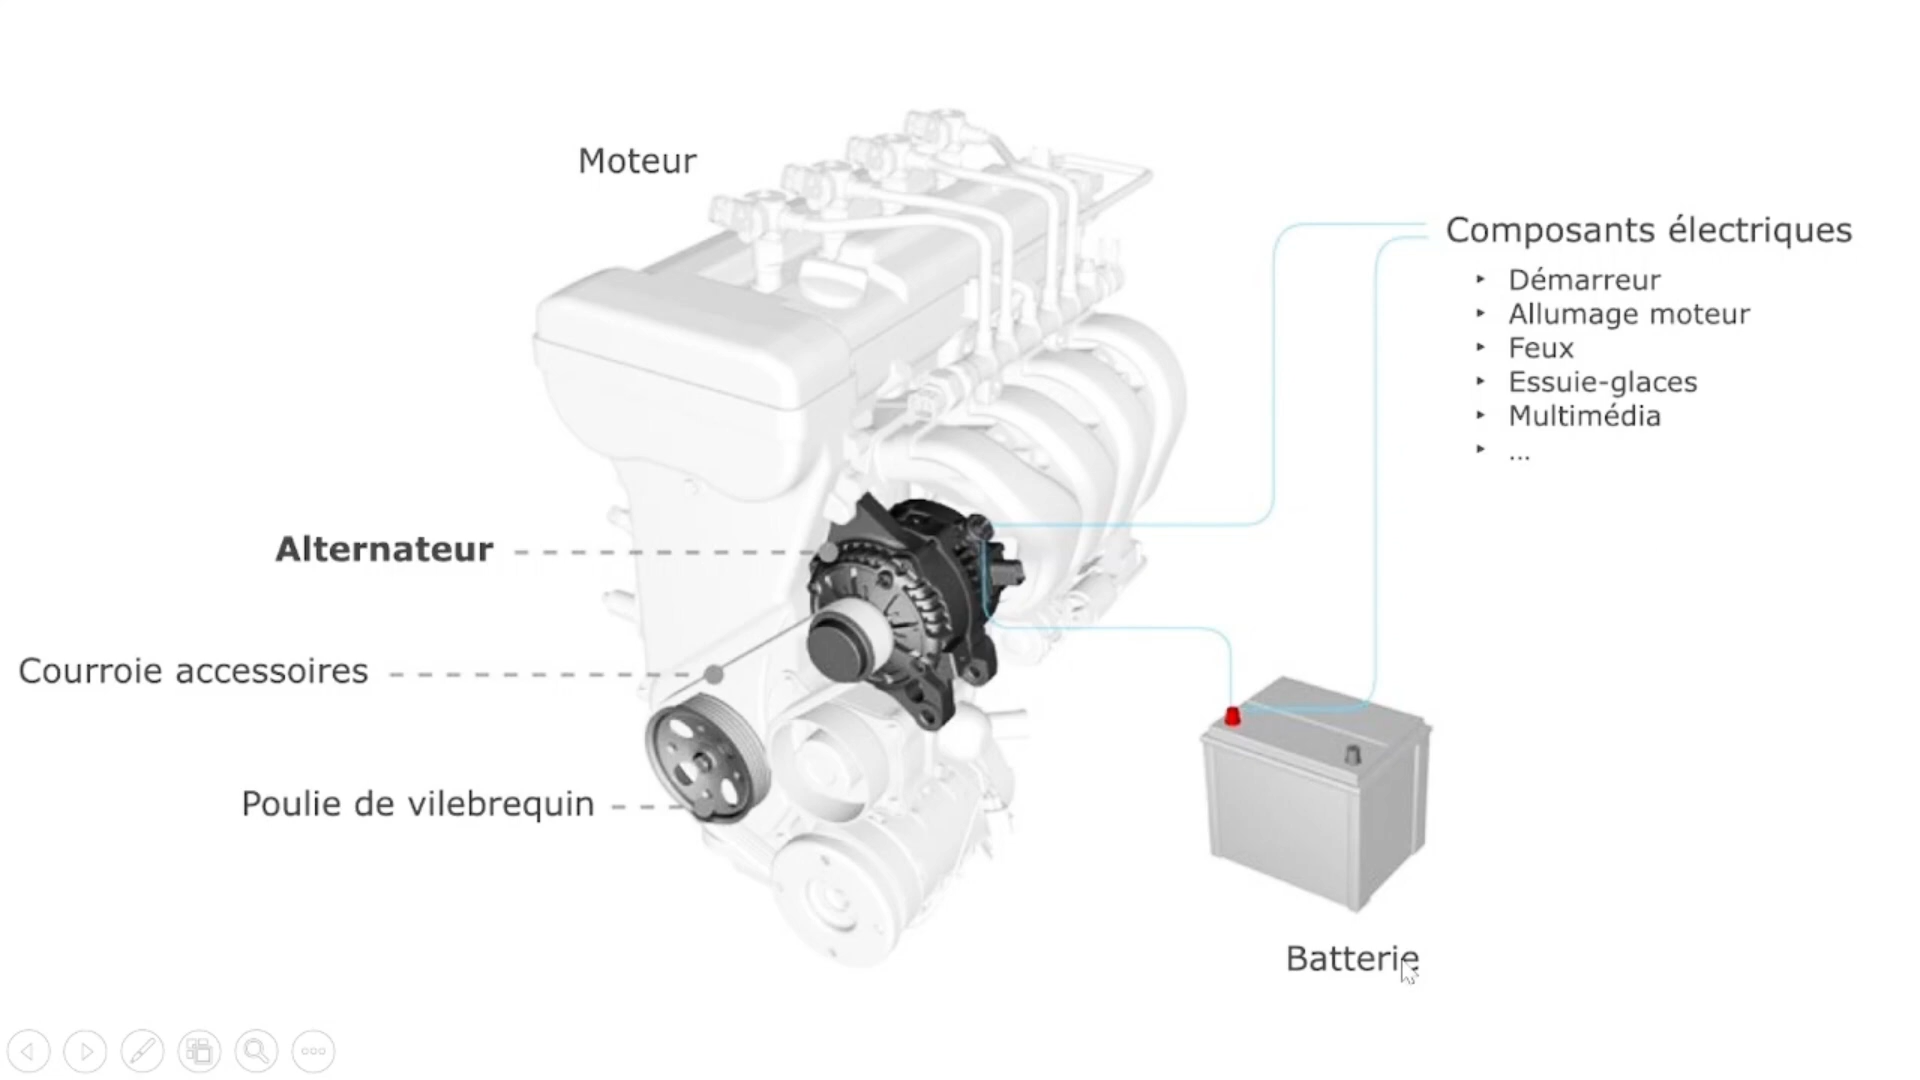 Moteur
Composants électriques
‣ Démarreur
‣ Allumage moteur
‣ Feux
‣ Essuie-glaces
‣ Multimédia
‣ ...
Alternateur
Courroie accessoires
Poulie de vilebrequin
Batterie